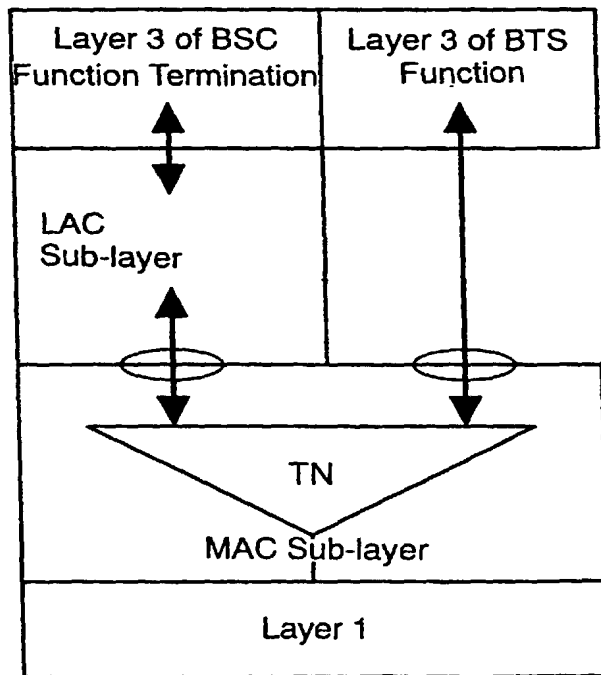 Layer 3 of BSC
Function Termination
Layer 3 of BTS
Function
LAC
Sub-layer
TN
MAC Sub-layer
Layer 1